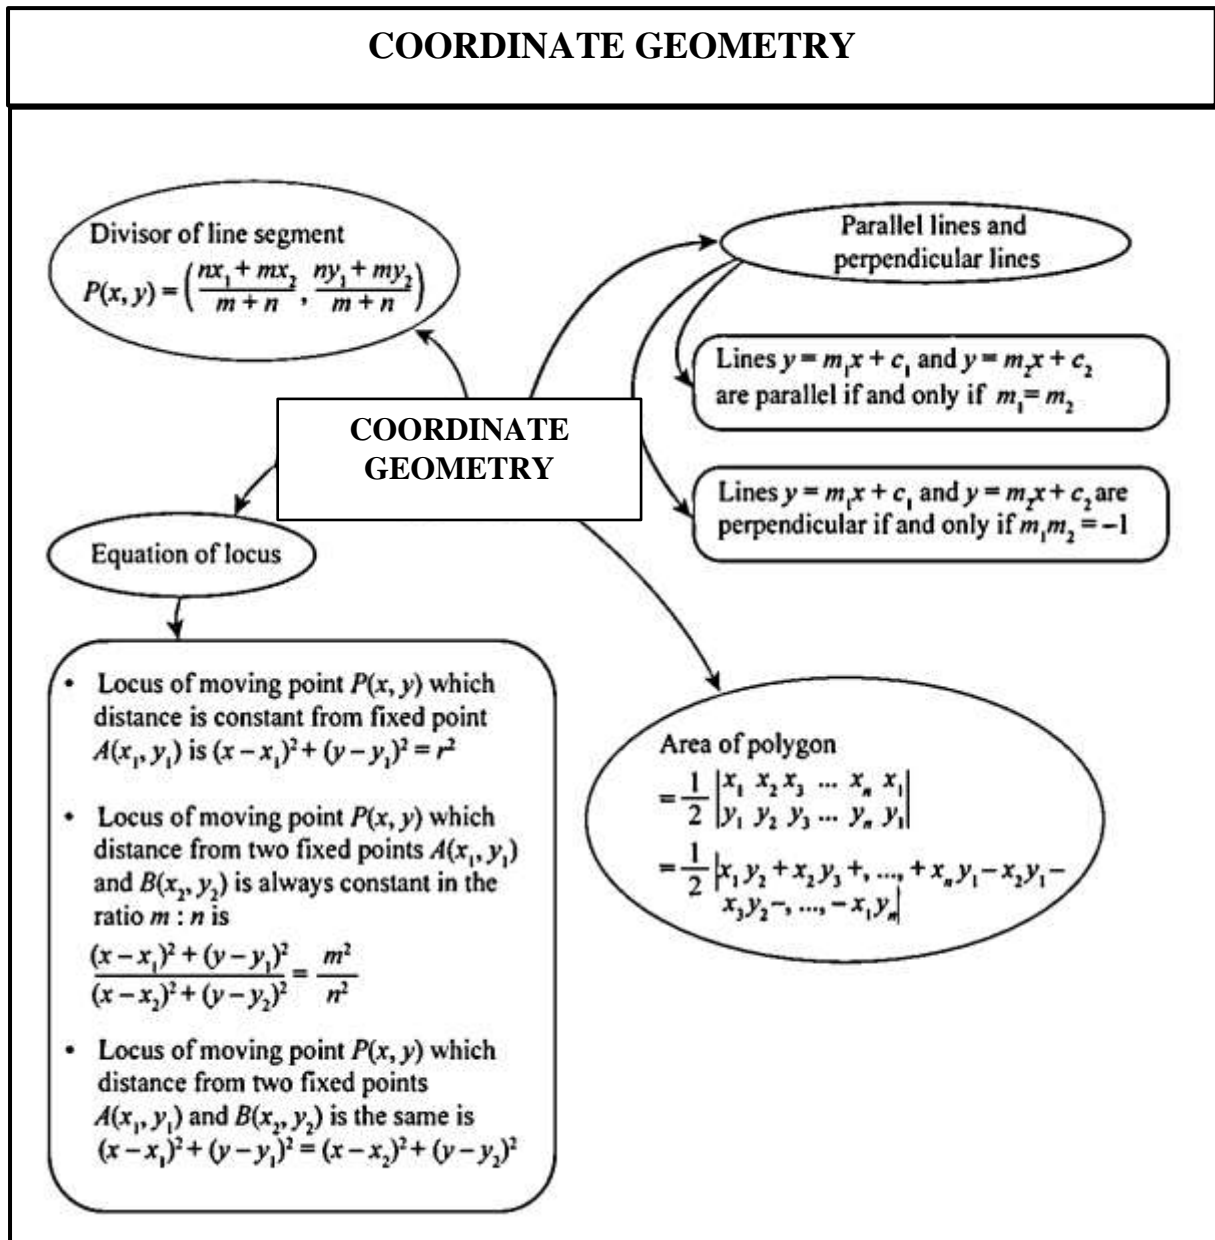 COORDINATE GEOMETRY
Divisor of line segment
P(x, y) = ((nx₁ + mx₂)/(m + n), (ny₁ + my₂)/(m + n))
Parallel lines and
perpendicular lines
Lines y = m₁x + c₁ and y = m₂x + c₂
are parallel if and only if m₁ = m₂
COORDINATE
GEOMETRY
Lines y = m₁x + c₁ and y = m₂x + c₂ are
perpendicular if and only if m₁m₂ = –1
Equation of locus
• Locus of moving point P(x, y) which
distance is constant from fixed point
A(x₁, y₁) is (x – x₁)² + (y – y₁)² = r²
• Locus of moving point P(x, y) which
distance from two fixed points A(x₁, y₁)
and B(x₂, y₂) is always constant in the
ratio m : n is
((x – x₁)² + (y – y₁)²)/((x – x₂)² + (y – y₂)²) = m²/n²
• Locus of moving point P(x, y) which
distance from two fixed points
A(x₁, y₁) and B(x₂, y₂) is the same is
(x – x₁)² + (y – y₁)² = (x – x₂)² + (y – y₂)²
Area of polygon
= 1/2 |x₁ x₂ x₃ ... xₙ x₁|
|y₁ y₂ y₃ ... yₙ y₁|
= 1/2 |x₁y₂ + x₂y₃ +, ..., + xₙy₁ – x₂y₁ –
x₃y₂ –, ..., – x₁yₙ|